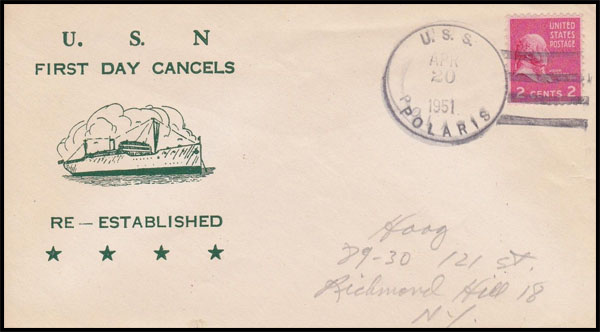 U. S. N
FIRST DAY CANCELS
RE — ESTABLISHED
U. S. S.
APR
20
1951
POLARIS
UNITED
STATES
POSTAGE
2 CENTS 2
Hoag
89-30 121 st.
Richmond Hill 18
N.Y.